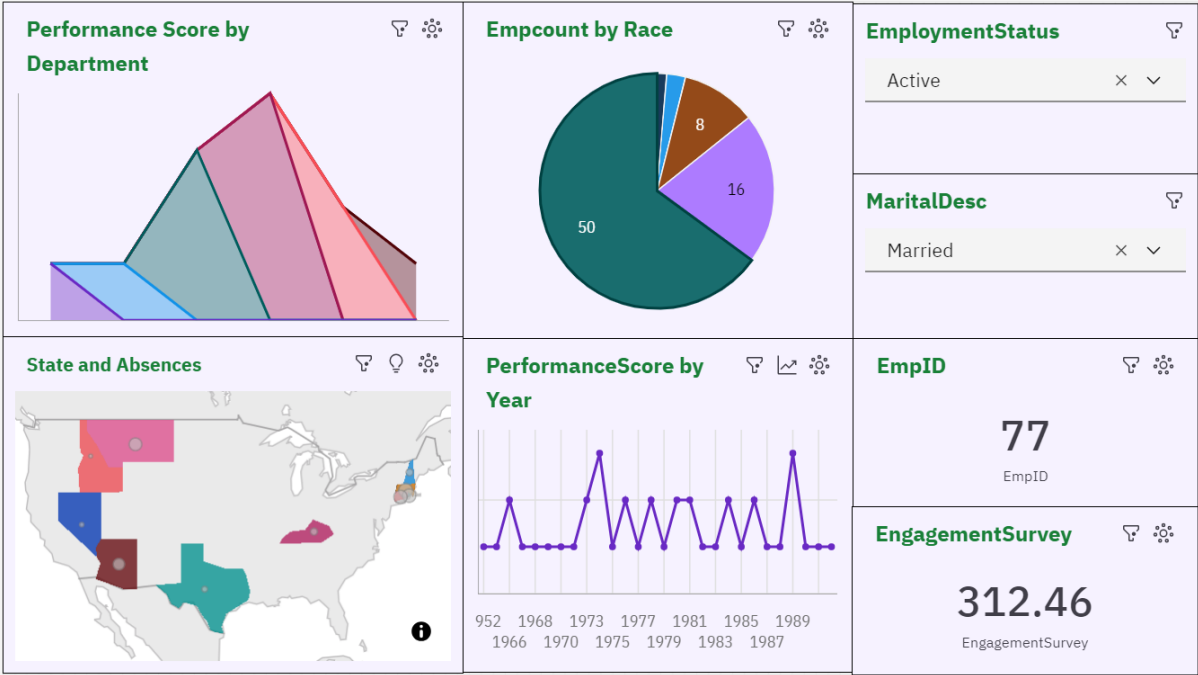 Performance Score by
Department
Empcount by Race
8
16
50
EmploymentStatus
Active
MaritalDesc
Married
State and Absences
PerformanceScore by
Year
952 1968 1973 1977 1981 1985 1989
1966 1970 1975 1979 1983 1987
EmpID
77
EmpID
EngagementSurvey
312.46
EngagementSurvey